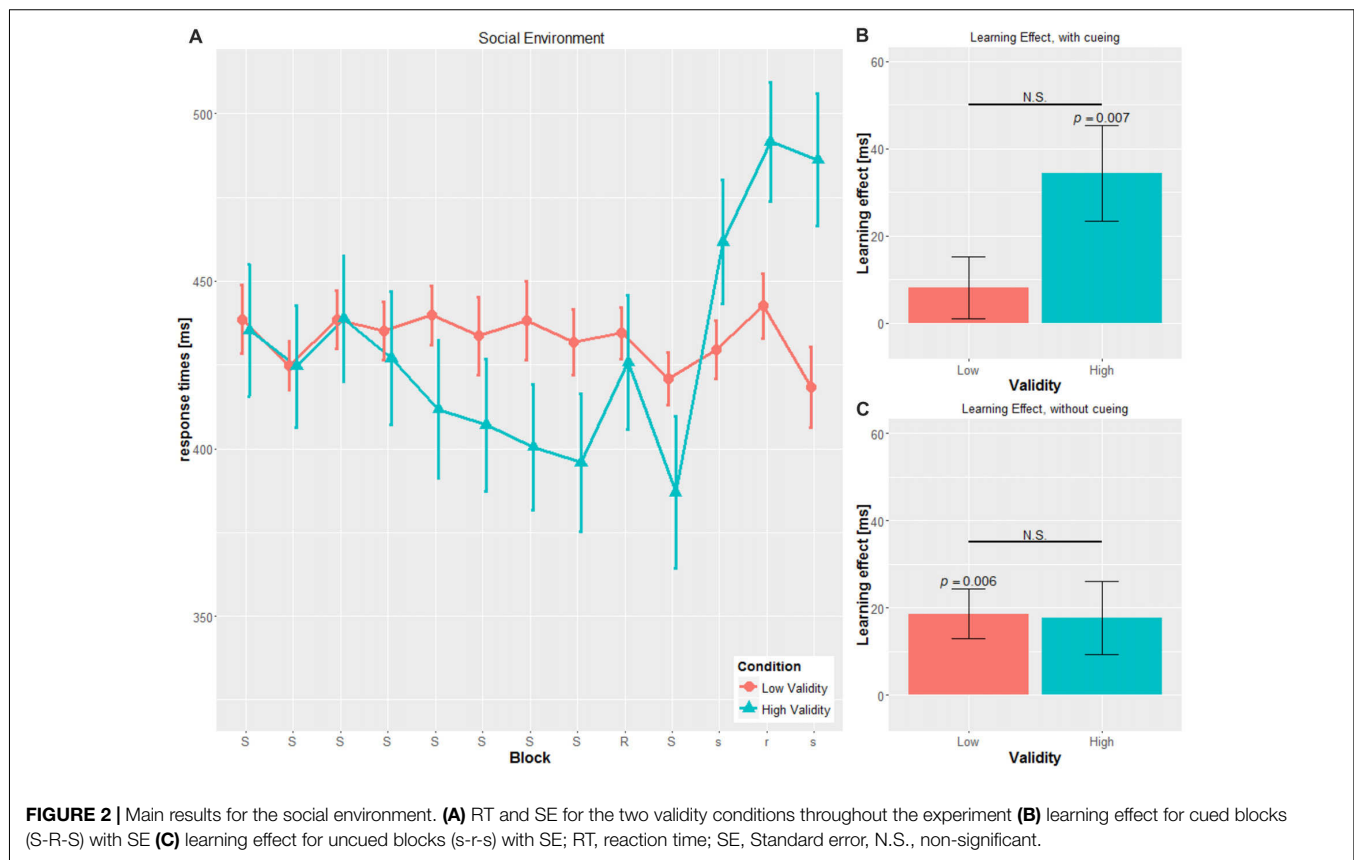 A
Social Environment
500
450
400
350
response times [ms]
S S S S S S S S R S s r s
Block
Condition
Low Validity
High Validity
B
Learning Effect, with cueing
60
40
20
0
Learning effect [ms]
N.S.
p = 0.007
Low High
Validity
C
Learning Effect, without cueing
60
40
20
0
Learning effect [ms]
N.S.
p = 0.006
Low High
Validity
FIGURE 2 | Main results for the social environment. (A) RT and SE for the two validity conditions throughout the experiment (B) learning effect for cued blocks
(S-R-S) with SE (C) learning effect for uncued blocks (s-r-s) with SE; RT, reaction time; SE, Standard error, N.S., non-significant.